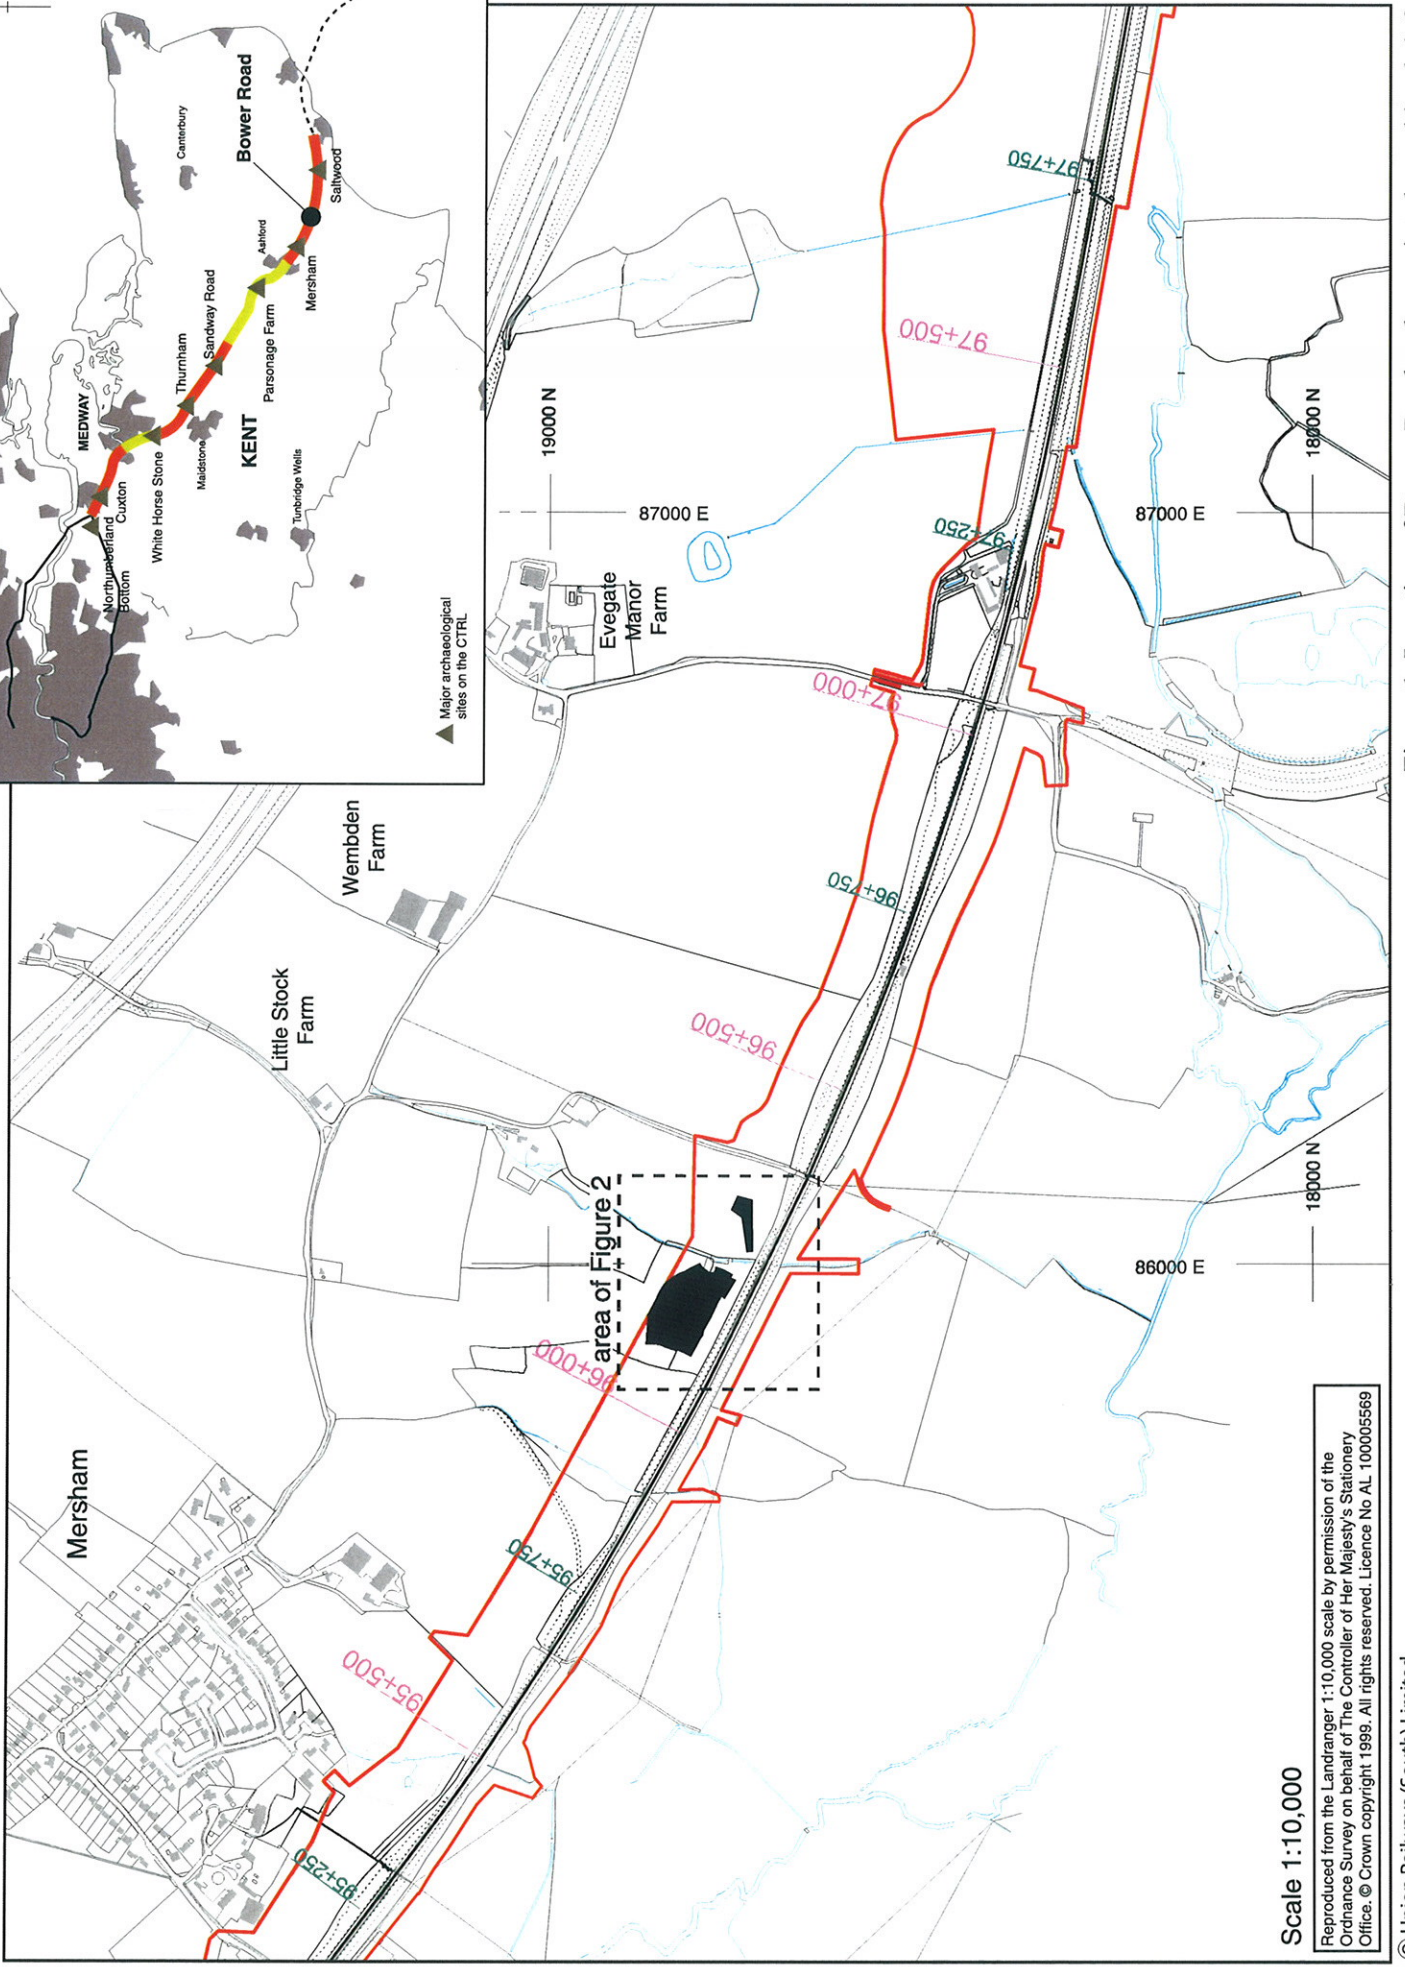 MEDWAY
Canterbury
Bower Road
Saltwood
Ashford
Mersham
Sandway Road
Parsonage Farm
Thurnham
KENT
Maidstone
White Horse Stone
Cuxton
Tunbridge Wells
Northumberland
Bottom
Major archaeological
sites on the CTRL
19000 N
87000 E
Evegate
Manor
Farm
Wembden
Farm
Little Stock
Farm
Mersham
area of Figure 2
95+250
95+500
95+750
96+000
96+500
96+750
97+000
97+250
97+500
97+750
87000 E
18000 N
86000 E
18000 N
Scale 1:10,000
Reproduced from the Landranger 1:10,000 scale by permission of the
Ordnance Survey on behalf of The Controller of Her Majesty's Stationery
Office. © Crown copyright 1999. All rights reserved. Licence No AL 100005569